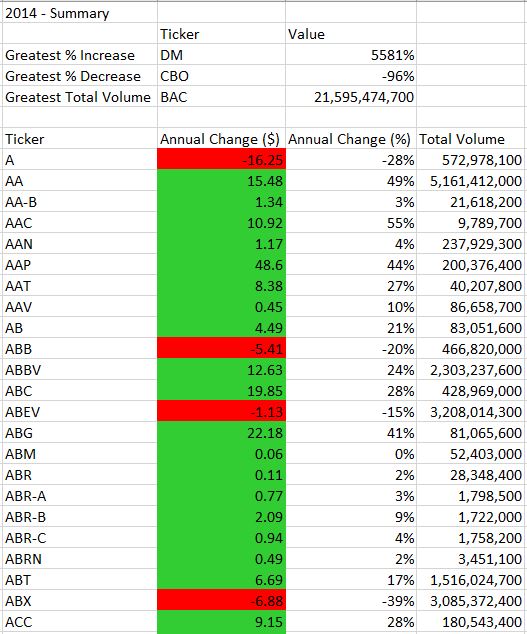 2014 - Summary
Ticker Value
Greatest % Increase DM 5581%
Greatest % Decrease CBO -96%
Greatest Total Volume BAC 21,595,474,700
Ticker Annual Change ($) Annual Change (%) Total Volume
A -16.25 -28% 572,978,100
AA 15.48 49% 5,161,412,000
AA-B 1.34 3% 21,618,200
AAC 10.92 55% 9,789,700
AAN 1.17 4% 237,929,300
AAP 48.6 44% 200,376,400
AAT 8.38 27% 40,207,800
AAV 0.45 10% 86,658,700
AB 4.49 21% 83,051,600
ABB -5.41 -20% 466,820,000
ABBV 12.63 24% 2,303,237,600
ABC 19.85 28% 428,969,000
ABEV -1.13 -15% 3,208,014,300
ABG 22.18 41% 81,065,600
ABM 0.06 0% 52,403,000
ABR 0.11 2% 28,348,400
ABR-A 0.77 3% 1,798,500
ABR-B 2.09 9% 1,722,000
ABR-C 0.94 4% 1,758,200
ABRN 0.49 2% 3,451,100
ABT 6.69 17% 1,516,024,700
ABX -6.88 -39% 3,085,372,400
ACC 9.15 28% 180,543,400